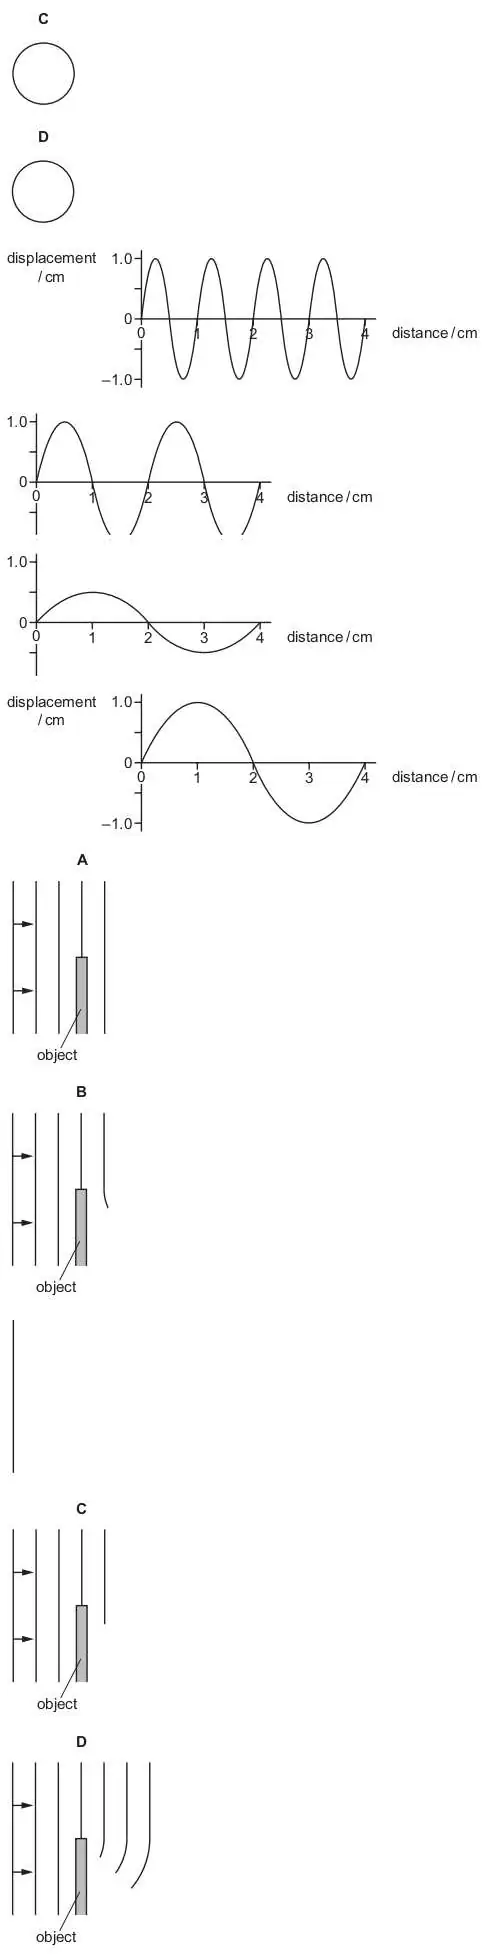 C
D
displacement
/ cm
1.0
0
–1.0
0 1 2 3 4
distance / cm
1.0
0
0 1 2 3 4
distance / cm
1.0
0
0 1 2 3 4
distance / cm
displacement
/ cm
1.0
0
–1.0
0 1 2 3 4
distance / cm
A
object
B
object
C
object
D
object